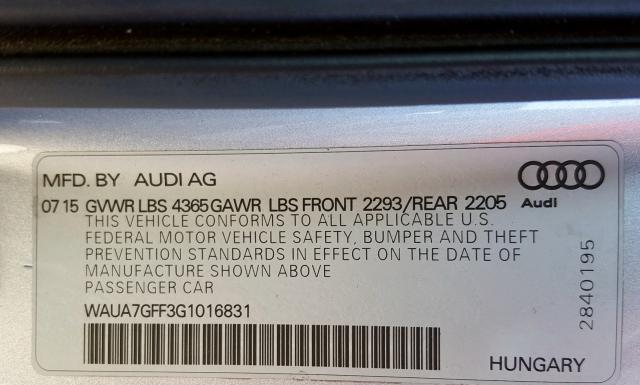 MFD. BY AUDI AG
07 15 GVWR LBS 4365 GAWR LBS FRONT 2293/REAR 2205
Audi
THIS VEHICLE CONFORMS TO ALL APPLICABLE U.S.
FEDERAL MOTOR VEHICLE SAFETY, BUMPER AND THEFT
PREVENTION STANDARDS IN EFFECT ON THE DATE OF
MANUFACTURE SHOWN ABOVE
PASSENGER CAR
WAUA7GFF3G1016831
HUNGARY
2840195